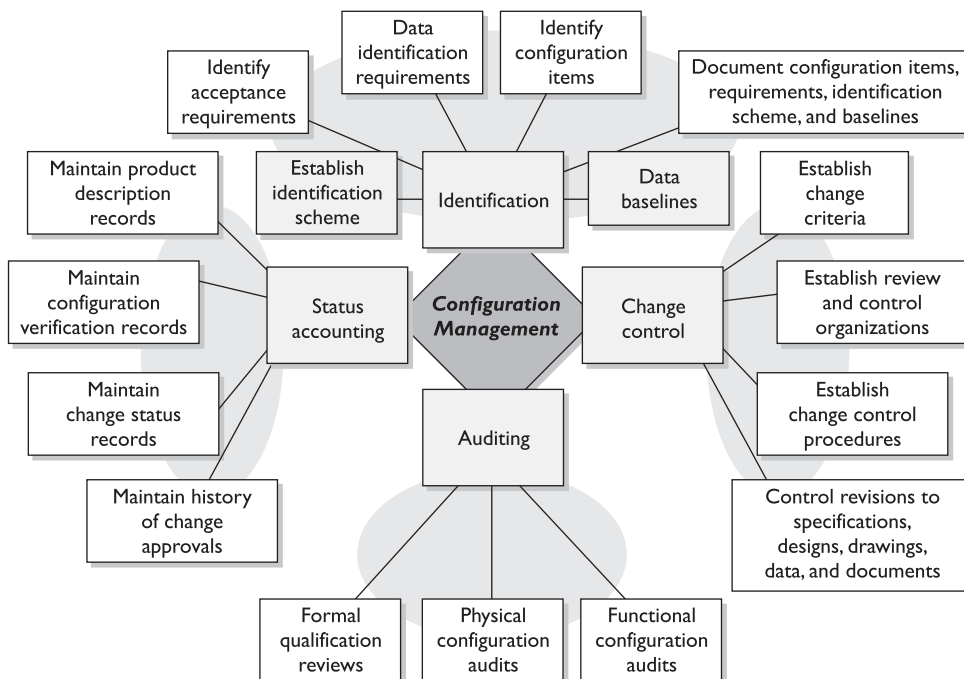 Data
identification
requirements
Identify
configuration
items
Identify
acceptance
requirements
Document configuration items,
requirements, identification
scheme, and baselines
Maintain product
description
records
Establish
identification
scheme
Identification
Data
baselines
Establish
change
criteria
Maintain
configuration
verification records
Status
accounting
Configuration
Management
Change
control
Establish review
and control
organizations
Maintain
change status
records
Auditing
Establish
change control
procedures
Maintain history
of change
approvals
Control revisions to
specifications,
designs, drawings,
data, and documents
Formal
qualification
reviews
Physical
configuration
audits
Functional
configuration
audits